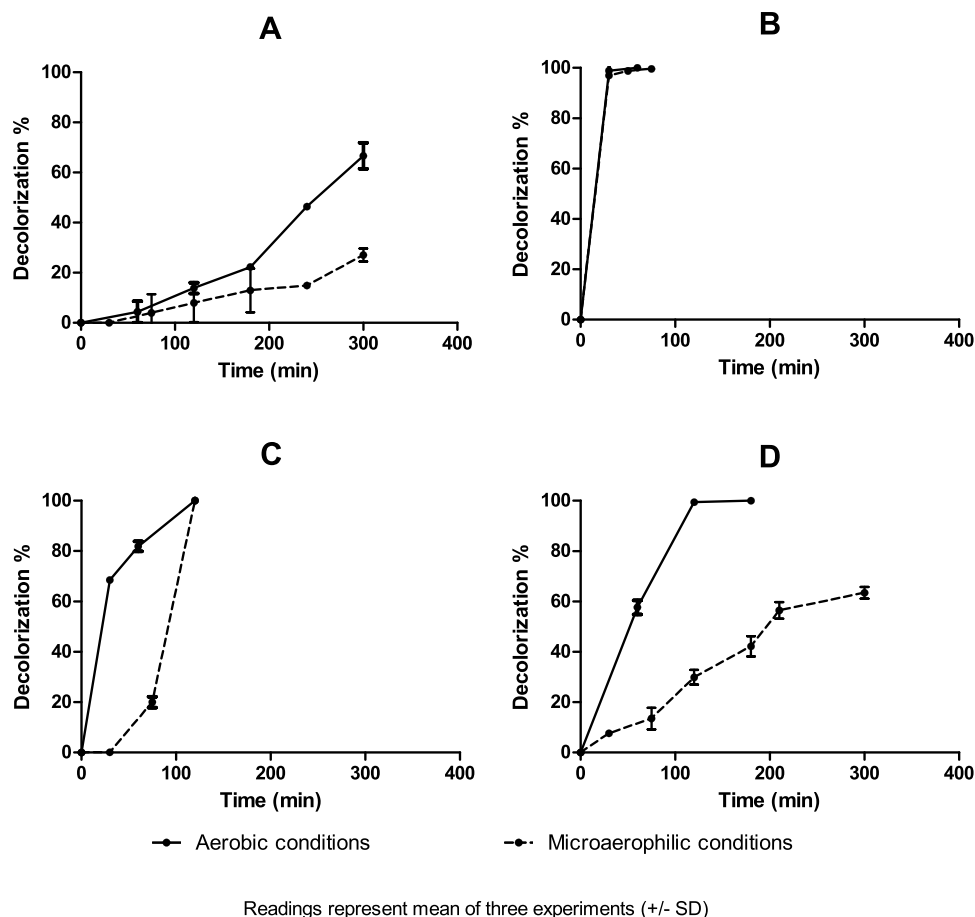 A
B
100
80
60
40
20
0
Decolorization %
0 100 200 300 400
Time (min)
100
80
60
40
20
0
Decolorization %
0 100 200 300 400
Time (min)
C
D
100
80
60
40
20
0
Decolorization %
0 100 200 300 400
Time (min)
100
80
60
40
20
0
Decolorization %
0 100 200 300 400
Time (min)
Aerobic conditions
Microaerophilic conditions
Readings represent mean of three experiments (+/- SD)